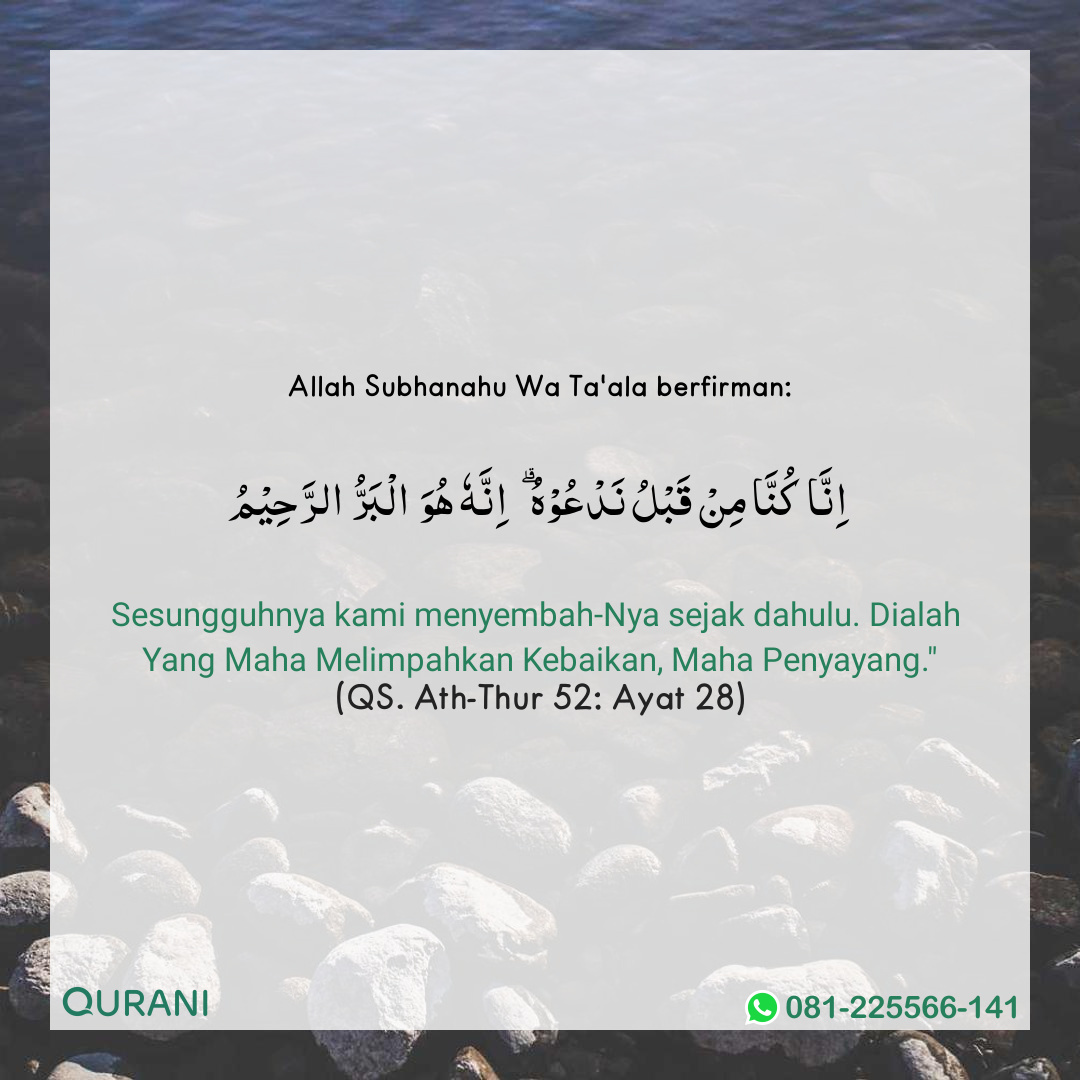 Allah Subhanahu Wa Ta'ala berfirman:
اِنَّا كُنَّا مِنْ قَبْلُ نَدْعُوْهُ ۗ اِنَّهٗ هُوَ الْبَرُّ الرَّحِيْمُ
Sesungguhnya kami menyembah-Nya sejak dahulu. Dialah
Yang Maha Melimpahkan Kebaikan, Maha Penyayang."
(QS. Ath-Thur 52: Ayat 28)
QURANI
081-225566-141